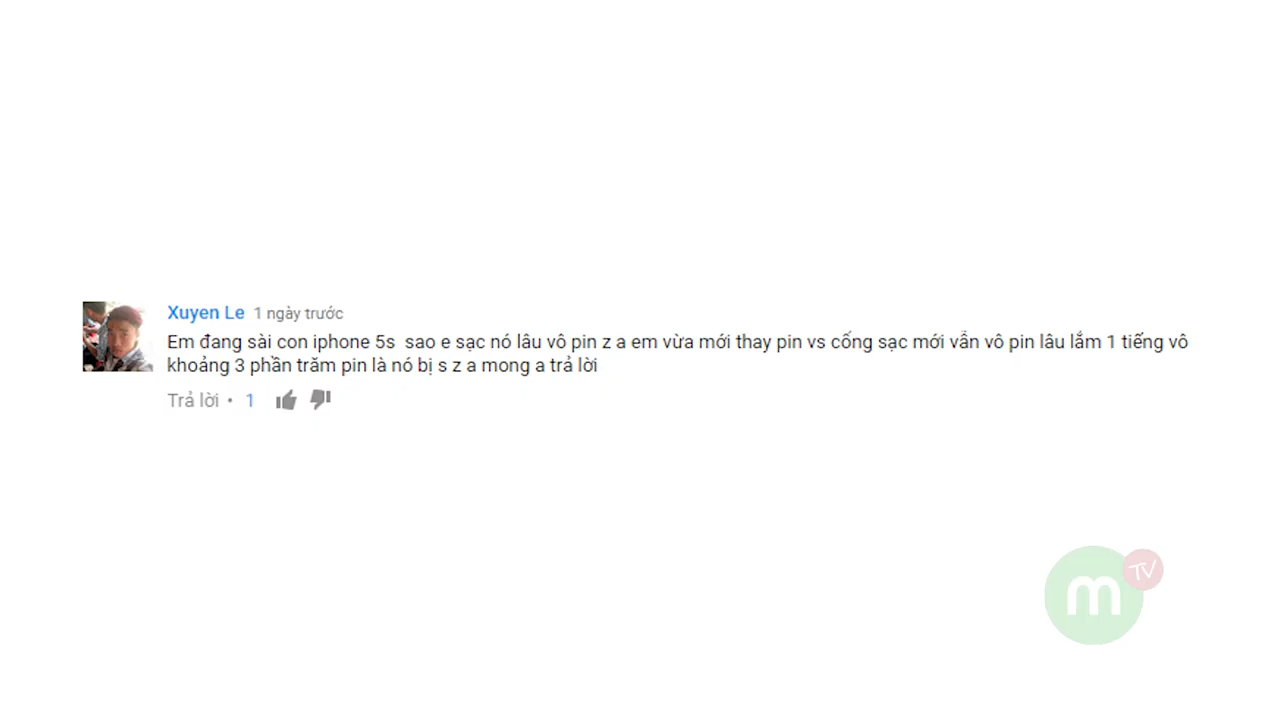 Xuyen Le 1 ngày trước
Em đang sài con iphone 5s  sao e sạc nó lâu vô pin z a em vừa mới thay pin vs cổng sạc mới vẫn vô pin lâu lắm 1 tiếng vô
khoảng 3 phần trăm pin là nó bị s z a mong a trả lời
Trả lời • 1
m TV